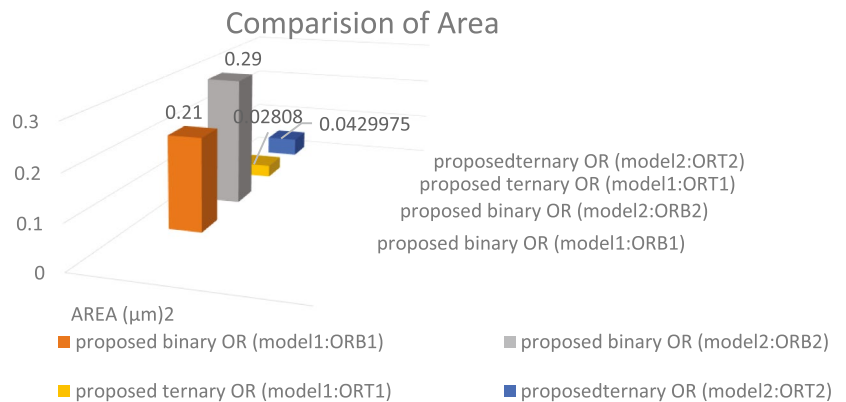 Comparision of Area
0.29
0.21
0.02808
0.0429975
0.3
0.2
0.1
0
proposedternary OR (model2:ORT2)
proposed ternary OR (model1:ORT1)
proposed binary OR (model2:ORB2)
proposed binary OR (model1:ORB1)
AREA (μm)2
proposed binary OR (model1:ORB1)
proposed binary OR (model2:ORB2)
proposed ternary OR (model1:ORT1)
proposedternary OR (model2:ORT2)